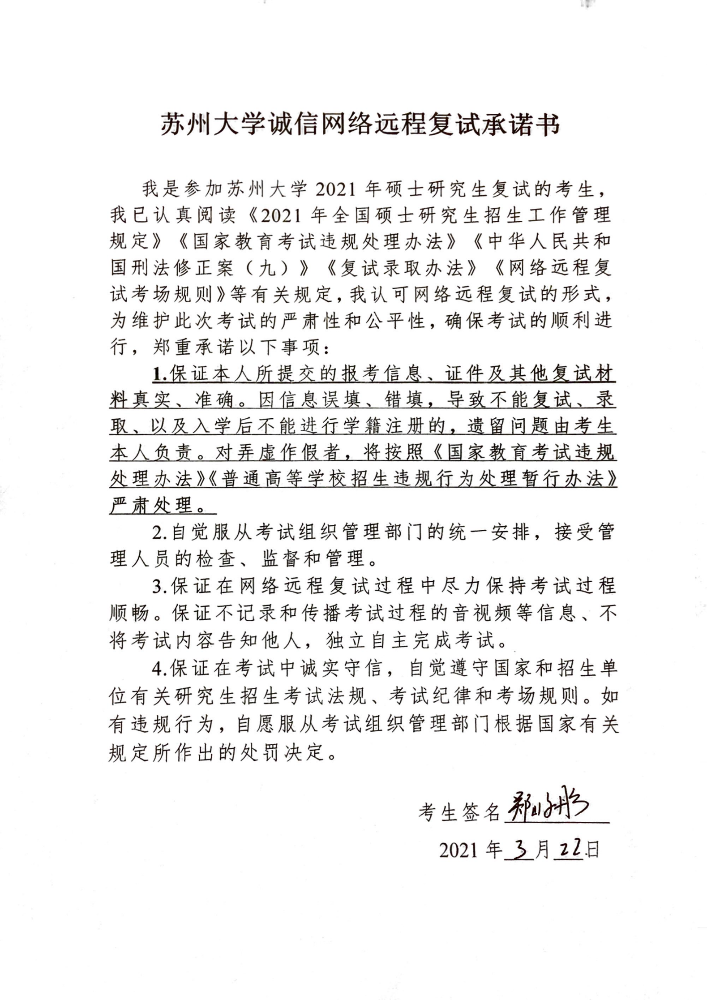 苏州大学诚信网络远程复试承诺书
我是参加苏州大学 2021 年硕士研究生复试的考生，
我已认真阅读《2021 年全国硕士研究生招生工作管理
规定》《国家教育考试违规处理办法》《中华人民共和
国刑法修正案（九）》《复试录取办法》《网络远程复
试考场规则》等有关规定，我认可网络远程复试的形式，
为维护此次考试的严肃性和公平性，确保考试的顺利进
行，郑重承诺以下事项：
1.保证本人所提交的报考信息、证件及其他复试材
料真实、准确。因信息误填、错填，导致不能复试、录
取、以及入学后不能进行学籍注册的，遗留问题由考生
本人负责。对弄虚作假者，将按照《国家教育考试违规
处理办法》《普通高等学校招生违规行为处理暂行办法》
严肃处理。
2.自觉服从考试组织管理部门的统一安排，接受管
理人员的检查、监督和管理。
3.保证在网络远程复试过程中尽力保持考试过程
顺畅。保证不记录和传播考试过程的音视频等信息、不
将考试内容告知他人，独立自主完成考试。
4.保证在考试中诚实守信，自觉遵守国家和招生单
位有关研究生招生考试法规、考试纪律和考场规则。如
有违规行为，自愿服从考试组织管理部门根据国家有关
规定所作出的处罚决定。
考生签名 郑
2021 年 3 月 22 日